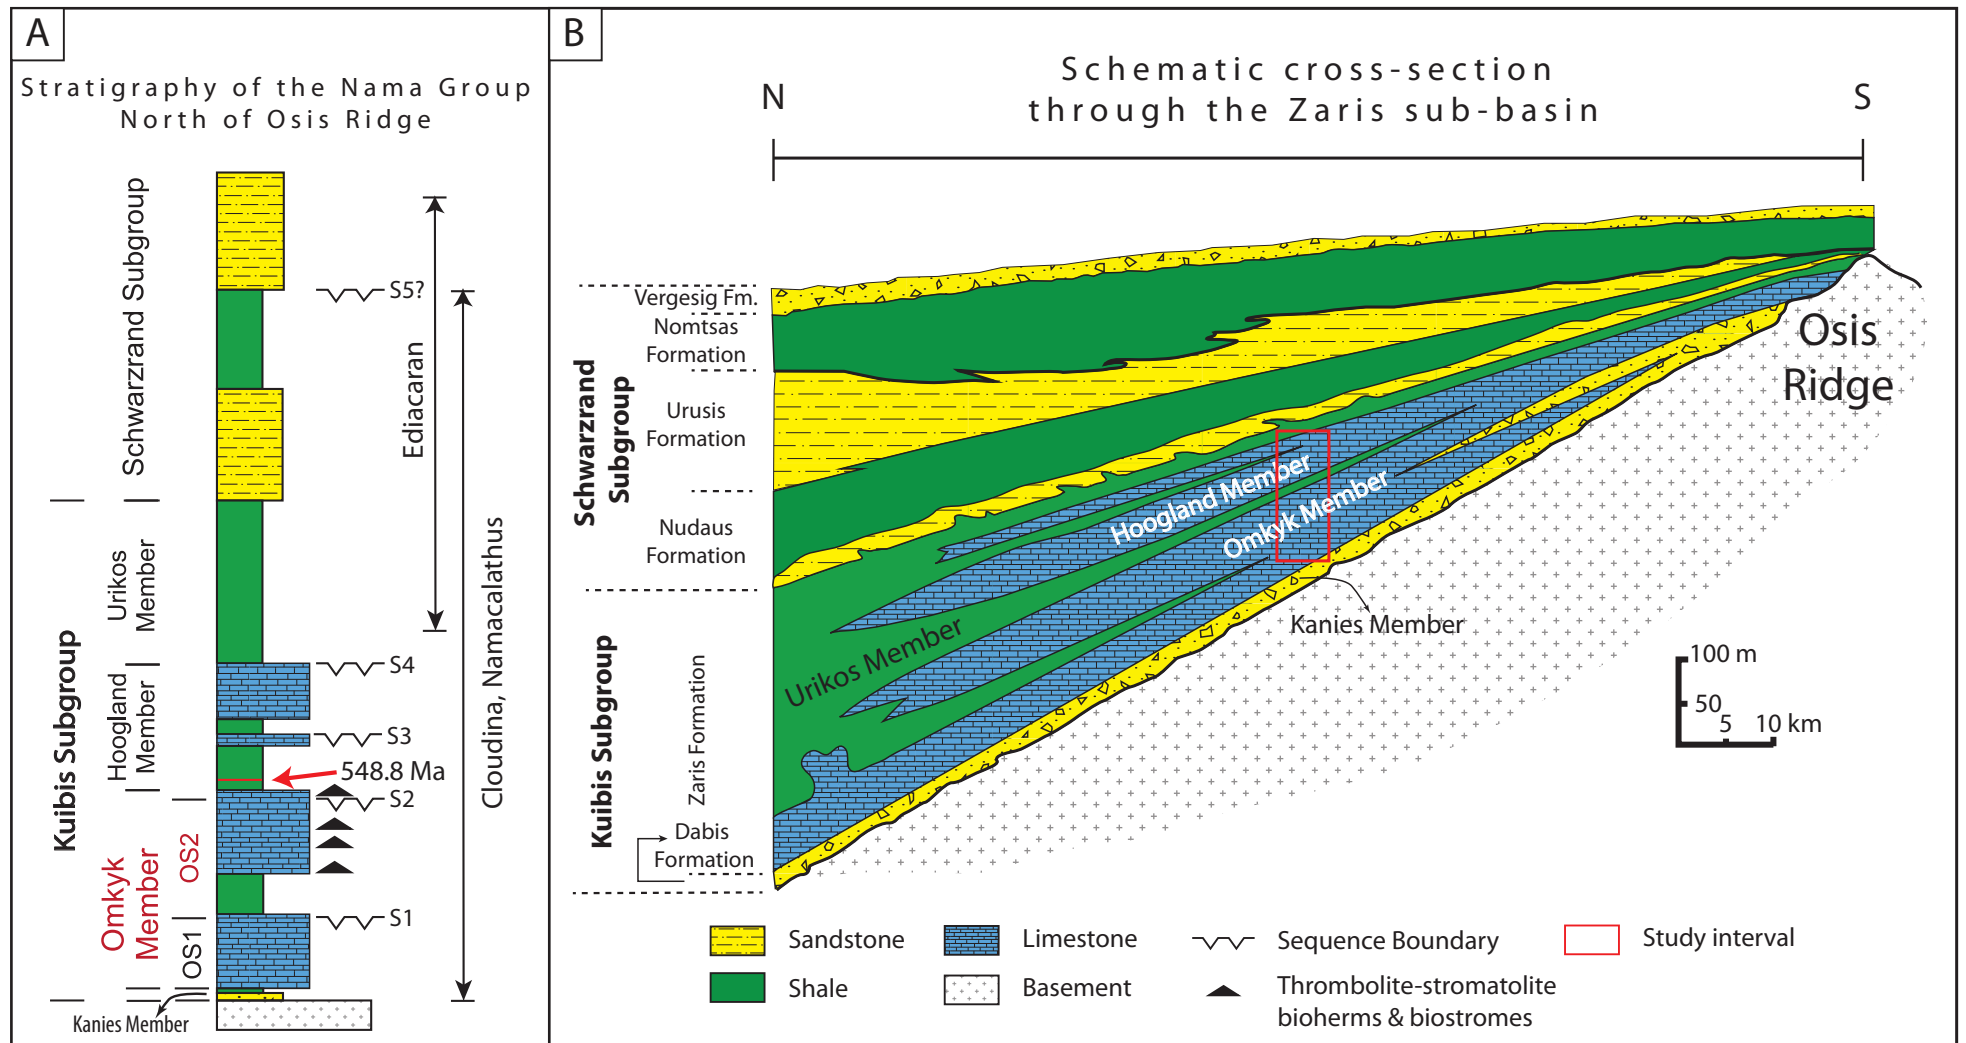 A
Stratigraphy of the Nama Group
North of Osis Ridge
Schwarzrand Subgroup
Kuibis Subgroup
Urikos
Member
Hoogland
Member
Omkyk
Member
OS2
OS1
Kanies Member
S5?
S4
S3
548.8 Ma
S2
S1
Ediacaran
Cloudina, Namacalathus
B
Schematic cross-section
through the Zaris sub-basin
N
S
Schwarzrand
Subgroup
Vergesig Fm.
Nomtsas
Formation
Urusis
Formation
Nudaus
Formation
Kuibis Subgroup
Zaris Formation
Dabis
Formation
Urikos Member
Hoogland Member
Omkyk Member
Kanies Member
Osis
Ridge
100 m
50
5
10 km
Sandstone
Limestone
Sequence Boundary
Study interval
Shale
Basement
Thrombolite-stromatolite
bioherms & biostromes